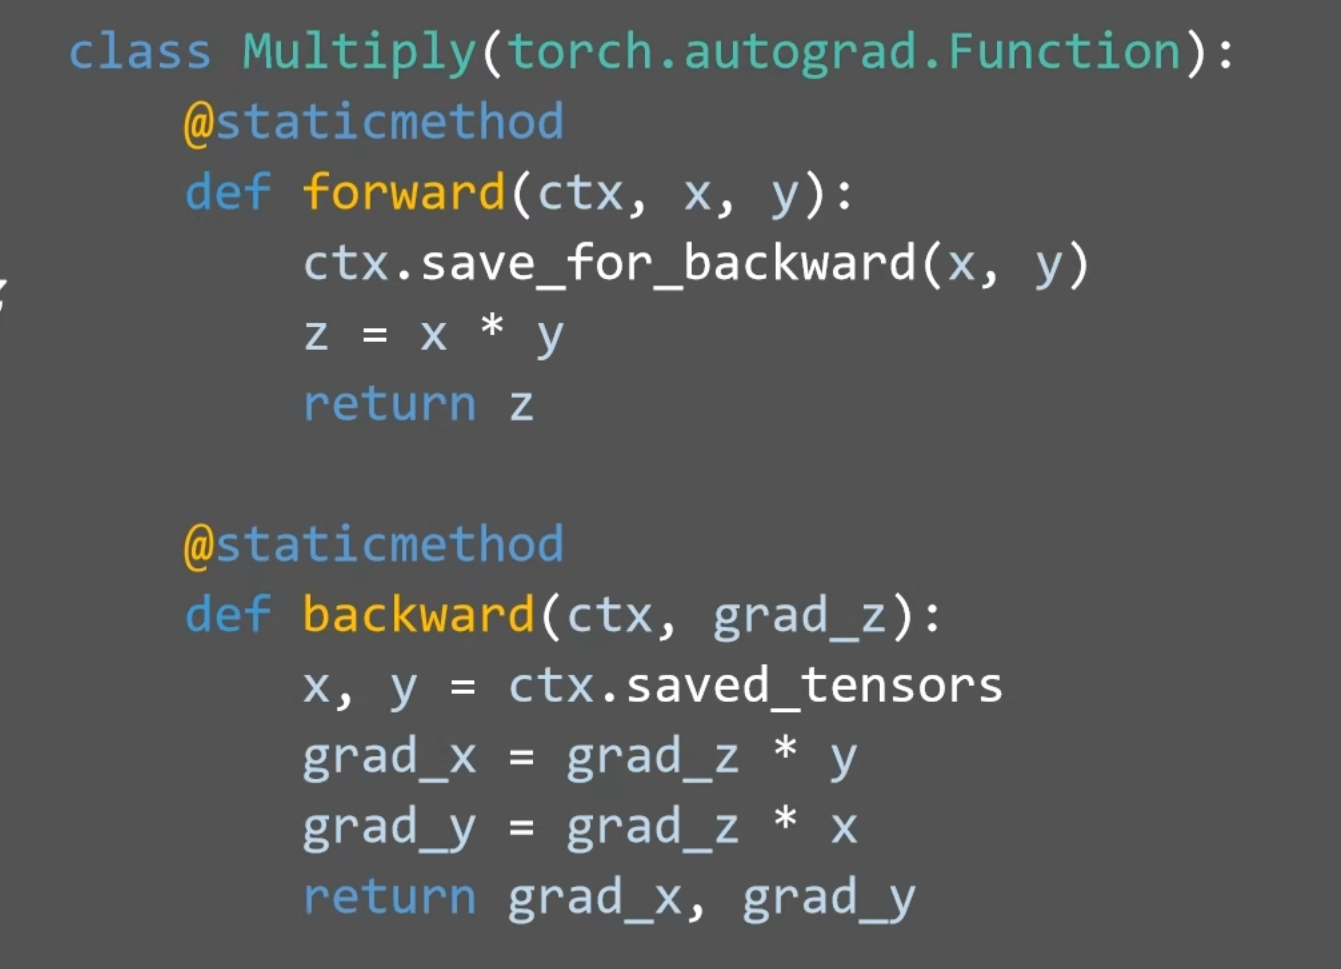 class Multiply(torch.autograd.Function):
    @staticmethod
    def forward(ctx, x, y):
        ctx.save_for_backward(x, y)
        z = x * y
        return z

    @staticmethod
    def backward(ctx, grad_z):
        x, y = ctx.saved_tensors
        grad_x = grad_z * y
        grad_y = grad_z * x
        return grad_x, grad_y